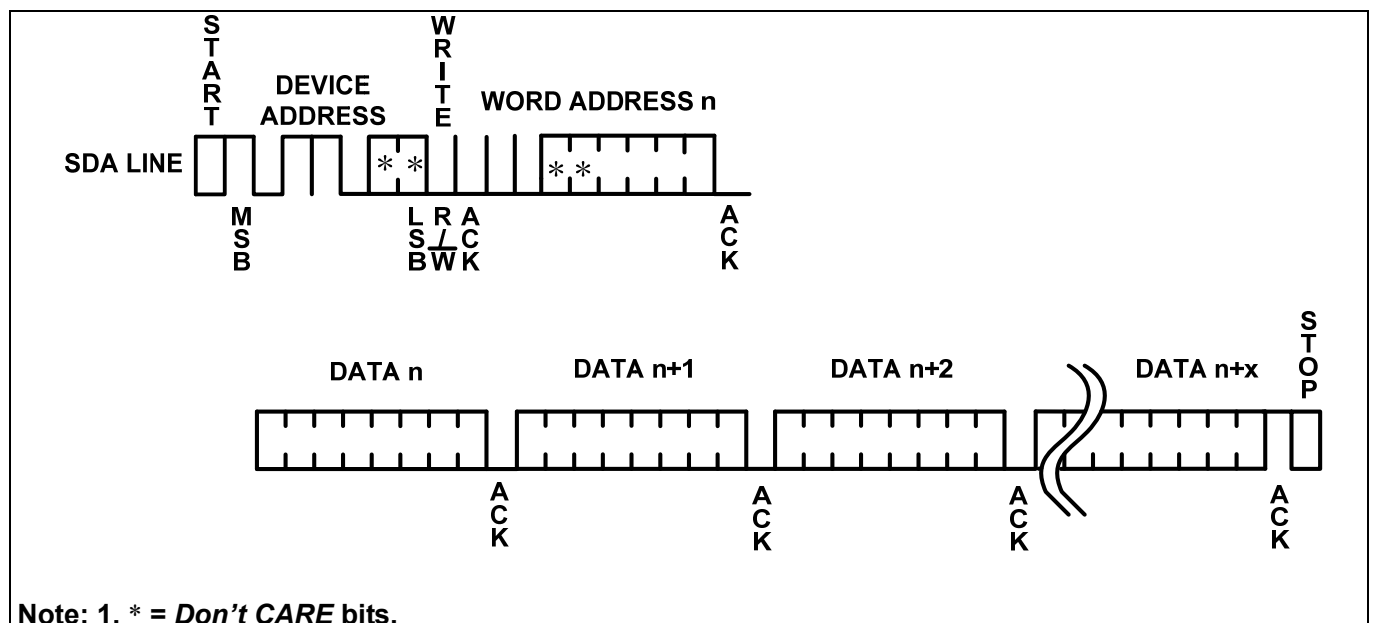 START
WRITE
DEVICE
ADDRESS
WORD ADDRESS n
SDA LINE
* *
* *
MSB
LSB
R/W
ACK
ACK
STOP
DATA n
DATA n+1
DATA n+2
DATA n+x
ACK
ACK
ACK
ACK
Note: 1. * = Don't CARE bits.